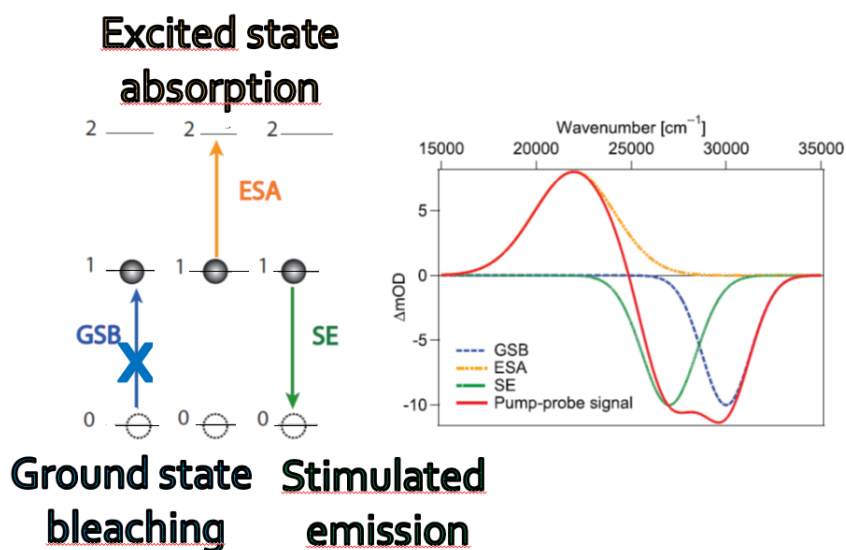 Excited state
absorption
2 2 2
ESA
1 1 1
GSB X SE
0 0 0
Ground state
bleaching
Stimulated
emission
Wavenumber [cm⁻¹]
15000 20000 25000 30000 35000
5
0
-5
-10
ΔmOD
GSB
ESA
SE
Pump-probe signal